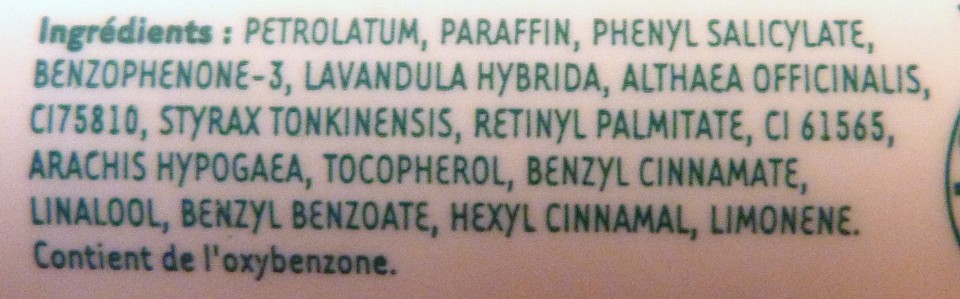 Ingrédients : PETROLATUM, PARAFFIN, PHENYL SALICYLATE,
BENZOPHENONE-3, LAVANDULA HYBRIDA, ALTHAEA OFFICINALIS,
CI75810, STYRAX TONKINENSIS, RETINYL PALMITATE, CI 61565,
ARACHIS HYPOGAEA, TOCOPHEROL, BENZYL CINNAMATE,
LINALOOL, BENZYL BENZOATE, HEXYL CINNAMAL, LIMONENE.
Contient de l'oxybenzone.